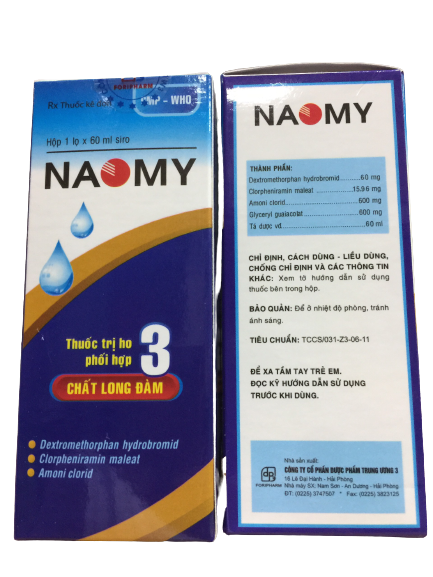 FORIPHARM
Rx Thuốc kê đơn
GMP - WHO
Hộp 1 lọ x 60 ml siro
NAOMY
Thuốc trị ho
phối hợp 3
CHẤT LONG ĐÀM
Dextromethorphan hydrobromid
Clorpheniramin maleat
Amoni clorid
NAOMY
THÀNH PHẦN:
Dextromethorphan hydrobromid..........60 mg
Clorpheniramin maleat ..................15.96 mg
Amoni clorid....................................600 mg
Glyceryl guaiacolat..........................600 mg
Tá dược vđ........................................60 ml
CHỈ ĐỊNH, CÁCH DÙNG - LIỀU DÙNG,
CHỐNG CHỈ ĐỊNH VÀ CÁC THÔNG TIN
KHÁC: Xem tờ hướng dẫn sử dụng
thuốc bên trong hộp.
BẢO QUẢN: Để ở nhiệt độ phòng, tránh
ánh sáng.
TIÊU CHUẨN: TCCS/031-Z3-06-11
ĐỂ XA TẦM TAY TRẺ EM.
ĐỌC KỸ HƯỚNG DẪN SỬ DỤNG
TRƯỚC KHI DÙNG.
Nhà sản xuất:
CÔNG TY CỔ PHẦN DƯỢC PHẨM TRUNG ƯƠNG 3
16 Lê Đại Hành - Hải Phòng
FORIPHARM
Nhà máy SX: Nam Sơn - An Dương - Hải Phòng
ĐT: (0225) 3747507 * Fax: (0225) 3823125